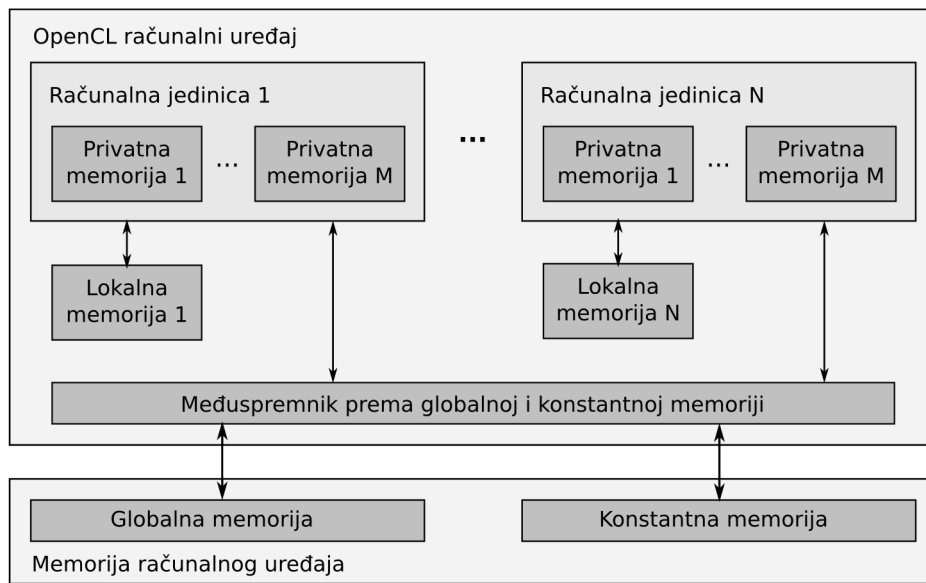 OpenCL računalni uređaj
Računalna jedinica 1
Privatna
memorija 1
...
Privatna
memorija M
...
Računalna jedinica N
Privatna
memorija 1
...
Privatna
memorija M
Lokalna
memorija 1
Lokalna
memorija N
Međuspremnik prema globalnoj i konstantnoj memoriji
Globalna memorija
Konstantna memorija
Memorija računalnog uređaja